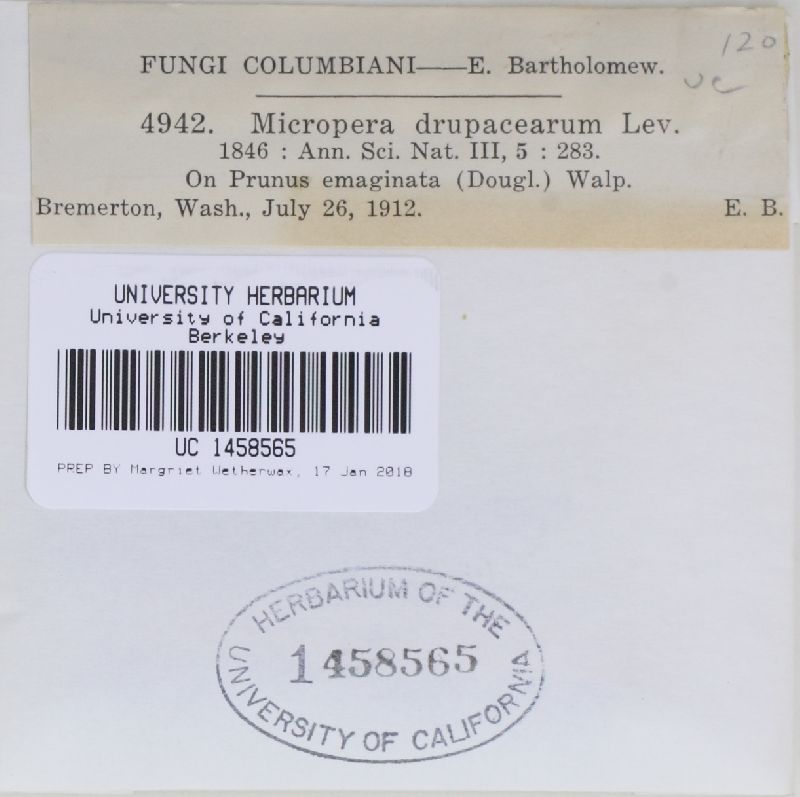 120
uc
FUNGI COLUMBIANI——E. Bartholomew.
4942. Micropera drupacearum Lev.
1846 : Ann. Sci. Nat. III, 5 : 283.
On Prunus emaginata (Dougl.) Walp.
Bremerton, Wash., July 26, 1912. E. B.
UNIVERSITY HERBARIUM
University of California
Berkeley
UC 1458565
PREP BY Margriet Wetherwax, 17 Jan 2018
HERBARIUM OF THE
1458565
UNIVERSITY OF CALIFORNIA